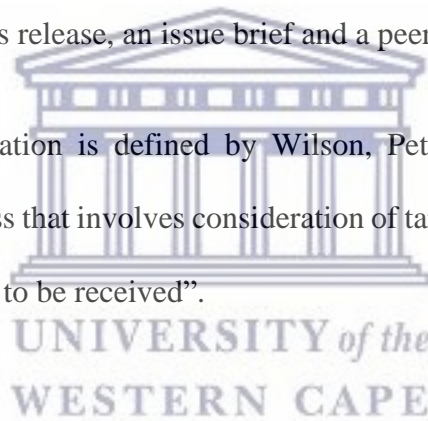 s release, an issue brief and a peer
ation is defined by Wilson, Pet
ss that involves consideration of ta
to be received”.
UNIVERSITY of the
WESTERN CAPE